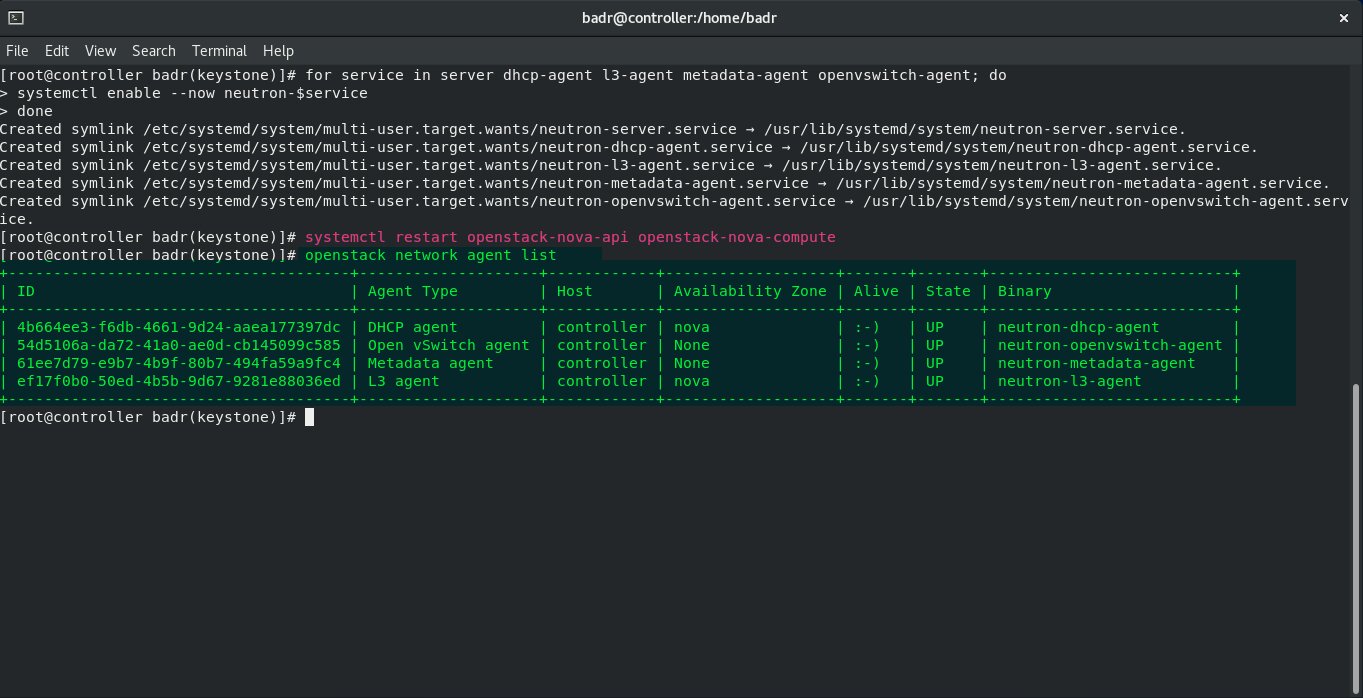 badr@controller:/home/badr
File Edit View Search Terminal Help
[root@controller badr(keystone)]# for service in server dhcp-agent l3-agent metadata-agent openvswitch-agent; do
> systemctl enable --now neutron-$service
> done
Created symlink /etc/systemd/system/multi-user.target.wants/neutron-server.service → /usr/lib/systemd/system/neutron-server.service.
Created symlink /etc/systemd/system/multi-user.target.wants/neutron-dhcp-agent.service → /usr/lib/systemd/system/neutron-dhcp-agent.service.
Created symlink /etc/systemd/system/multi-user.target.wants/neutron-l3-agent.service → /usr/lib/systemd/system/neutron-l3-agent.service.
Created symlink /etc/systemd/system/multi-user.target.wants/neutron-metadata-agent.service → /usr/lib/systemd/system/neutron-metadata-agent.service.
Created symlink /etc/systemd/system/multi-user.target.wants/neutron-openvswitch-agent.service → /usr/lib/systemd/system/neutron-openvswitch-agent.serv
ice.
[root@controller badr(keystone)]# systemctl restart openstack-nova-api openstack-nova-compute
[root@controller badr(keystone)]# openstack network agent list
+--------------------------------------+--------------------+------------+-------------------+-------+-------+---------------------------+
| ID                                   | Agent Type         | Host       | Availability Zone | Alive | State | Binary                    |
+--------------------------------------+--------------------+------------+-------------------+-------+-------+---------------------------+
| 4b664ee3-f6db-4661-9d24-aaea177397dc | DHCP agent         | controller | nova              | :-)   | UP    | neutron-dhcp-agent        |
| 54d5106a-da72-41a0-ae0d-cb145099c585 | Open vSwitch agent | controller | None              | :-)   | UP    | neutron-openvswitch-agent |
| 61ee7d79-e9b7-4b9f-80b7-494fa59a9fc4 | Metadata agent     | controller | None              | :-)   | UP    | neutron-metadata-agent    |
| ef17f0b0-50ed-4b5b-9d67-9281e88036ed | L3 agent           | controller | nova              | :-)   | UP    | neutron-l3-agent          |
+--------------------------------------+--------------------+------------+-------------------+-------+-------+---------------------------+
[root@controller badr(keystone)]#